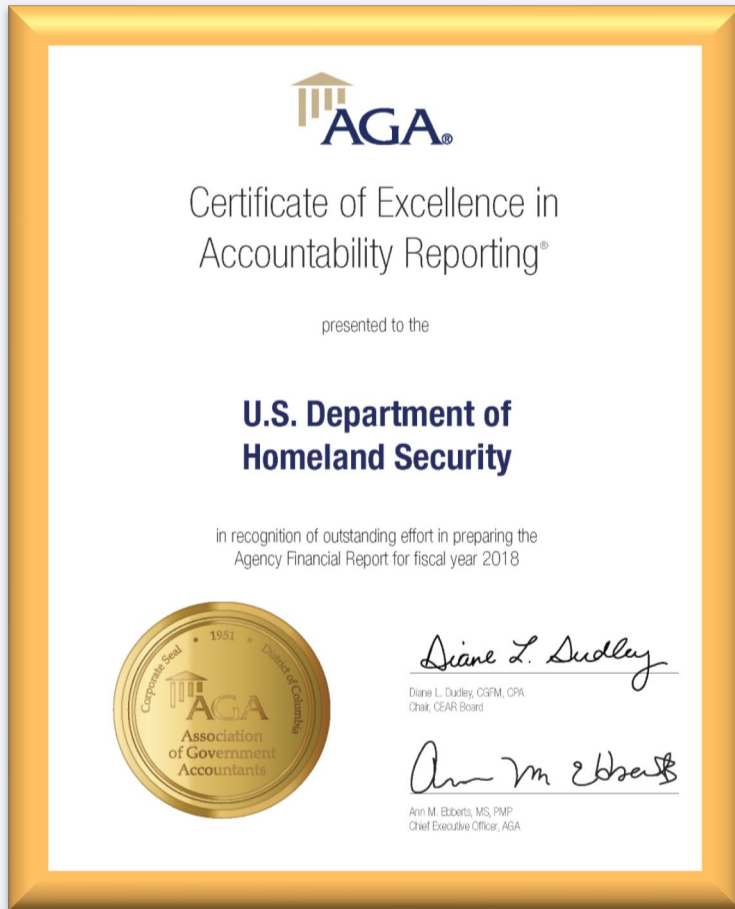 AGA®
Certificate of Excellence in
Accountability Reporting®
presented to the
U.S. Department of
Homeland Security
in recognition of outstanding effort in preparing the
Agency Financial Report for fiscal year 2018
Corporate Seal • 1951 • District of Columbia
AGA
Association
of Government
Accountants
Diane L. Dudley
Diane L. Dudley, CGFM, CPA
Chair, CEAR Board
Ann M Ebberts
Ann M. Ebberts, MS, PMP
Chief Executive Officer, AGA